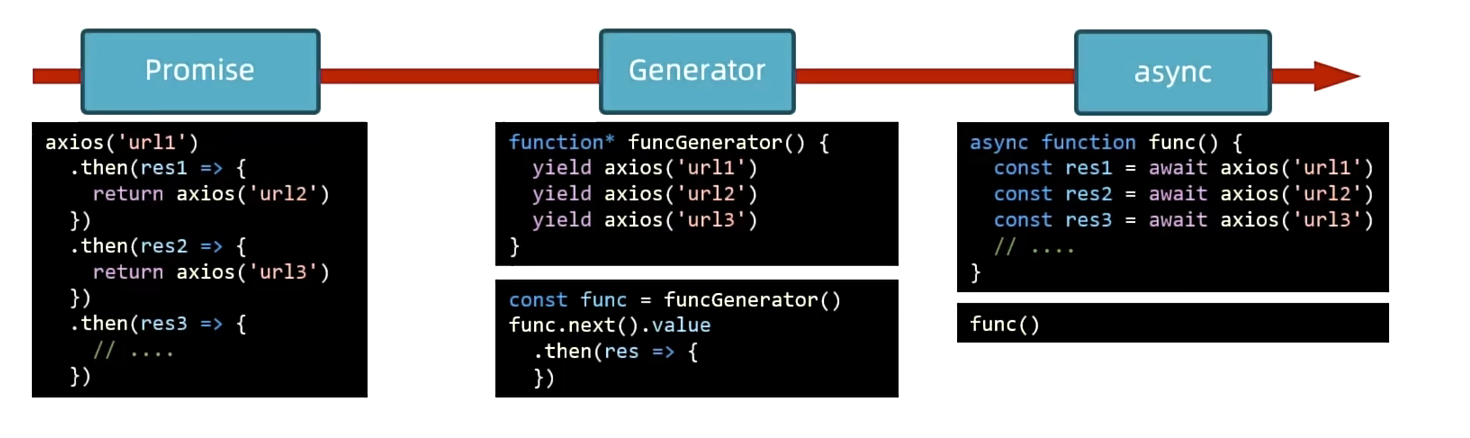 Promise
Generator
async
axios('url1')
  .then(res1 => {
    return axios('url2')
  })
  .then(res2 => {
    return axios('url3')
  })
  .then(res3 => {
    // ....
  })
function* funcGenerator() {
  yield axios('url1')
  yield axios('url2')
  yield axios('url3')
}
const func = funcGenerator()
func.next().value
  .then(res => {
  })
async function func() {
  const res1 = await axios('url1')
  const res2 = await axios('url2')
  const res3 = await axios('url3')
  // ....
}
func()